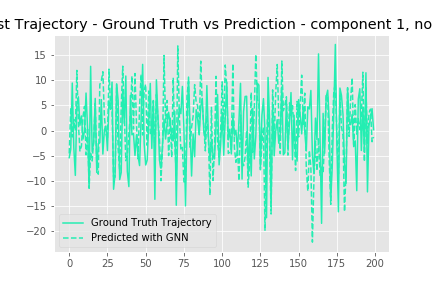 st Trajectory - Ground Truth vs Prediction - component 1, no
15
10
5
0
−5
−10
−15
−20
Ground Truth Trajectory
Predicted with GNN
0 25 50 75 100 125 150 175 200